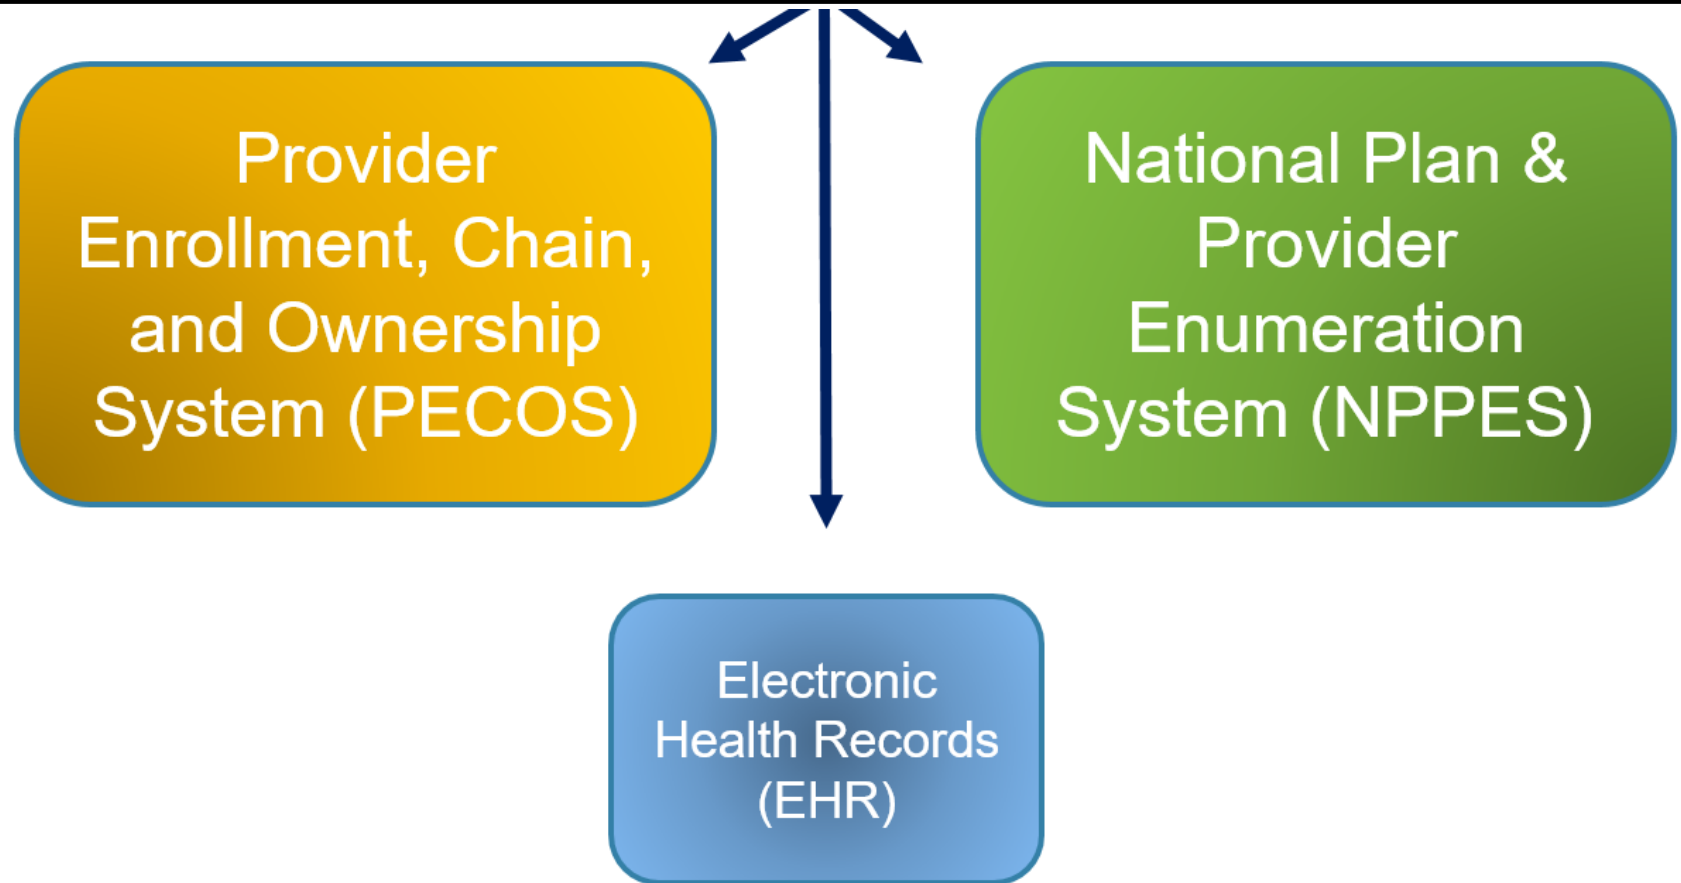 Provider
Enrollment, Chain,
and Ownership
System (PECOS)
National Plan &
Provider
Enumeration
System (NPPES)
Electronic
Health Records
(EHR)